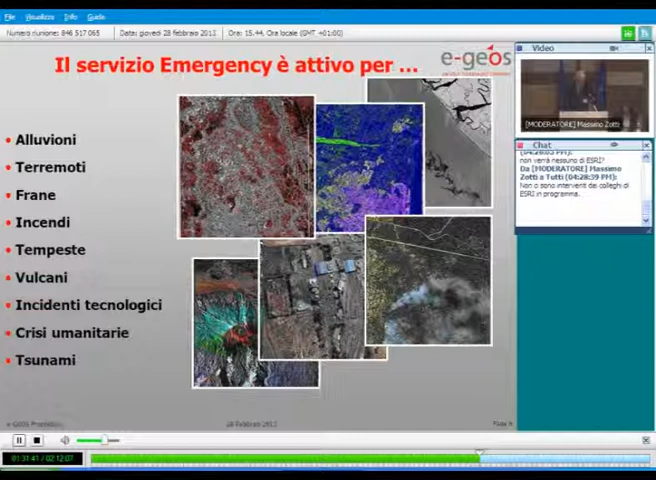 File Visualizza Info Guida
Numero riunione: 846 517 065 Data: giovedì 28 febbraio 2013 Ora: 15.44, Ora locale (GMT +01:00)
Il servizio Emergency è attivo per ...
e-geos
Alluvioni
Terremoti
Frane
Incendi
Tempeste
Vulcani
Incidenti tecnologici
Crisi umanitarie
Tsunami
28 Febbraio 2013
Video
[MODERATORE] Massimo Zotti
Chat
non verrà nessuno di ESRI?
Da [MODERATORE] Massimo
Zotti a Tutti (04:28:39 PM):
Non ci sono interventi dei colleghi di
ESRI in programma.
01:31:41 / 02:12:07